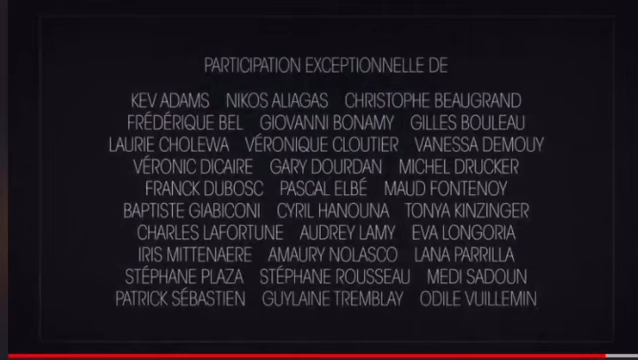 PARTICIPATION EXCEPTIONNELLE DE
KEV ADAMS NIKOS ALIAGAS CHRISTOPHE BEAUGRAND
FRÉDÉRIQUE BEL GIOVANNI BONAMY GILLES BOULEAU
LAURIE CHOLEWA VÉRONIQUE CLOUTIER VANESSA DEMOUY
VÉRONIC DICAIRE GARY DOURDAN MICHEL DRUCKER
FRANCK DUBOSC PASCAL ELBÉ MAUD FONTENOY
BAPTISTE GIABICONI CYRIL HANOUNA TONYA KINZINGER
CHARLES LAFORTUNE AUDREY LAMY EVA LONGORIA
IRIS MITTENAERE AMAURY NOLASCO LANA PARRILLA
STÉPHANE PLAZA STÉPHANE ROUSSEAU MEDI SADOUN
PATRICK SÉBASTIEN GUYLAINE TREMBLAY ODILE VUILLEMIN